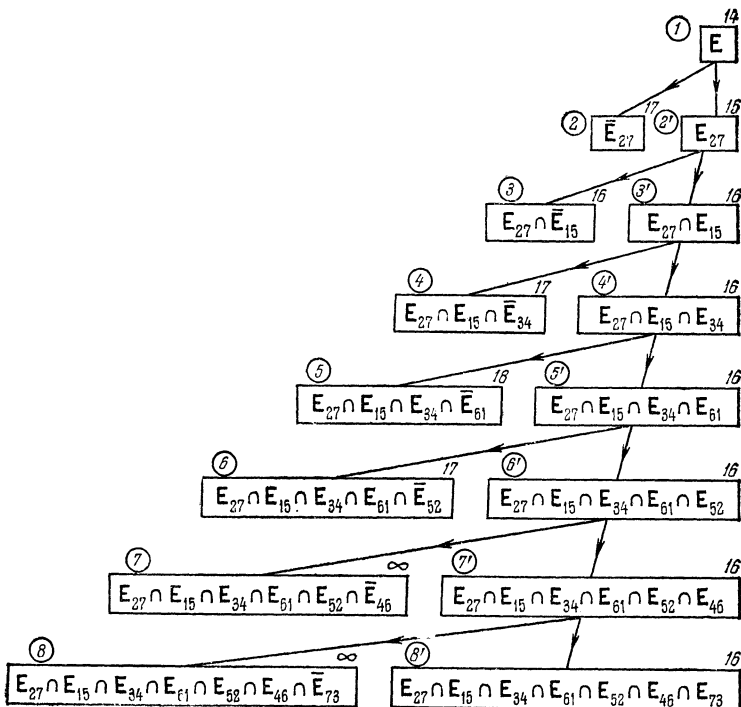 14
1 E
17 15
2 Ē₂₇ 2' E₂₇
16 16
3 E₂₇ ∩ Ē₁₅ 3' E₂₇ ∩ E₁₅
17 16
4 E₂₇ ∩ E₁₅ ∩ Ē₃₄ 4' E₂₇ ∩ E₁₅ ∩ E₃₄
18 16
5 E₂₇ ∩ E₁₅ ∩ E₃₄ ∩ Ē₆₁ 5' E₂₇ ∩ E₁₅ ∩ E₃₄ ∩ E₆₁
17 16
6 E₂₇ ∩ E₁₅ ∩ E₃₄ ∩ E₆₁ ∩ Ē₅₂ 6' E₂₇ ∩ E₁₅ ∩ E₃₄ ∩ E₆₁ ∩ E₅₂
∞ 16
7 E₂₇ ∩ E₁₅ ∩ E₃₄ ∩ E₆₁ ∩ E₅₂ ∩ Ē₄₆ 7' E₂₇ ∩ E₁₅ ∩ E₃₄ ∩ E₆₁ ∩ E₅₂ ∩ E₄₆
∞ 16
8 E₂₇ ∩ E₁₅ ∩ E₃₄ ∩ E₆₁ ∩ E₅₂ ∩ E₄₆ ∩ Ē₇₃ 8' E₂₇ ∩ E₁₅ ∩ E₃₄ ∩ E₆₁ ∩ E₅₂ ∩ E₄₆ ∩ E₇₃